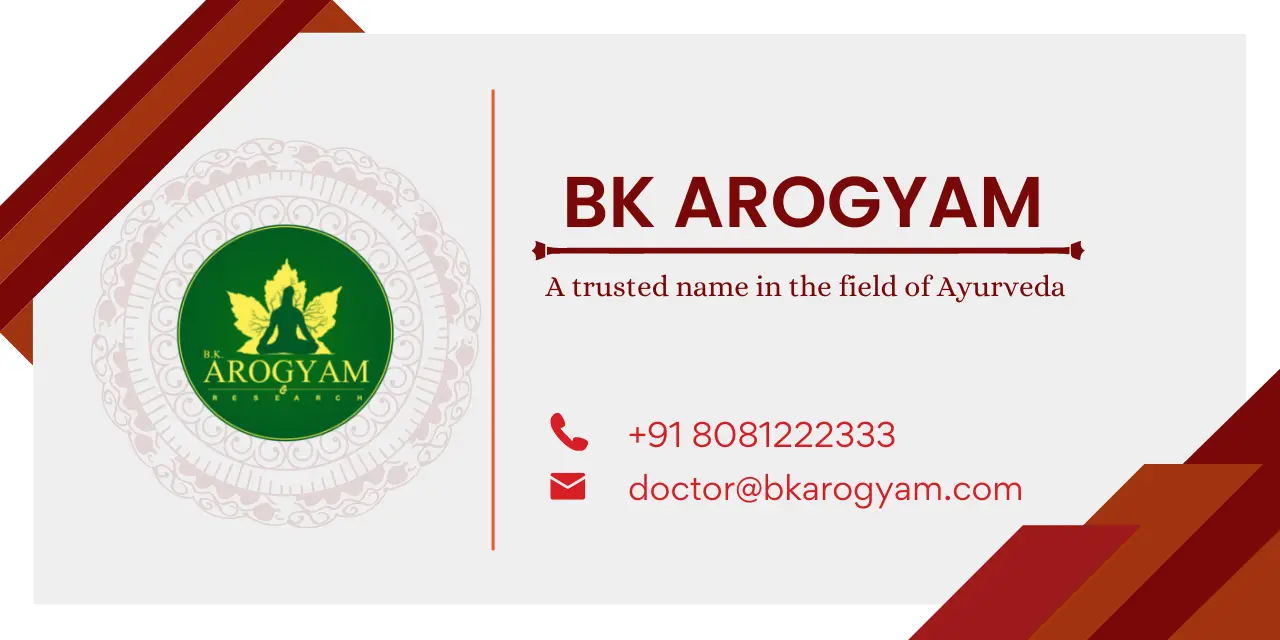 B.K.
AROGYAM
&
RESEARCH
BK AROGYAM
A trusted name in the field of Ayurveda
+91 8081222333
doctor@bkarogyam.com